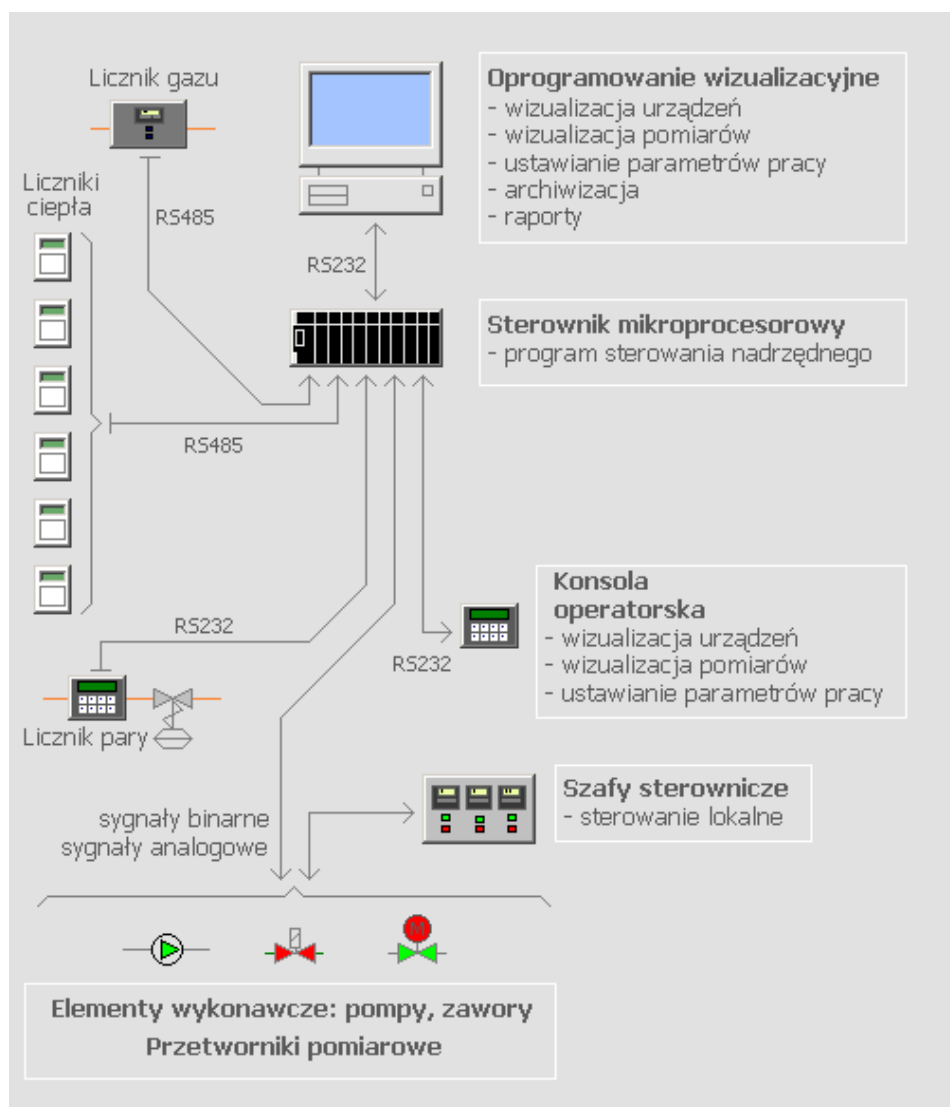 Licznik gazu
Oprogramowanie wizualizacyjne
- wizualizacja urządzeń
- wizualizacja pomiarów
- ustawianie parametrów pracy
- archiwizacja
- raporty
Liczniki
ciepła
RS485
RS232
Sterownik mikroprocesorowy
- program sterowania nadrzędnego
RS485
Konsola
operatorska
- wizualizacja urządzeń
- wizualizacja pomiarów
- ustawianie parametrów pracy
RS232
RS232
Licznik pary
Szafy sterownicze
- sterowanie lokalne
sygnały binarne
sygnały analogowe
M
Elementy wykonawcze: pompy, zawory
Przetworniki pomiarowe